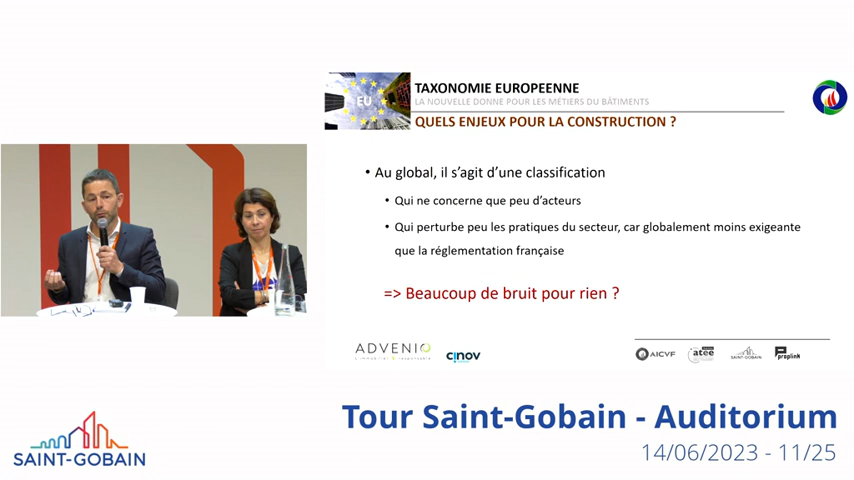 EU
TAXONOMIE EUROPEENNE
LA NOUVELLE DONNE POUR LES MÉTIERS DU BÂTIMENTS
QUELS ENJEUX POUR LA CONSTRUCTION ?
• Au global, il s'agit d'une classification
• Qui ne concerne que peu d'acteurs
• Qui perturbe peu les pratiques du secteur, car globalement moins exigeante
que la réglementation française
=> Beaucoup de bruit pour rien ?
ADVENIO
cinov
AICVF
atee
SAINT-GOBAIN
proplink
Tour Saint-Gobain - Auditorium
14/06/2023 - 11/25
SAINT-GOBAIN